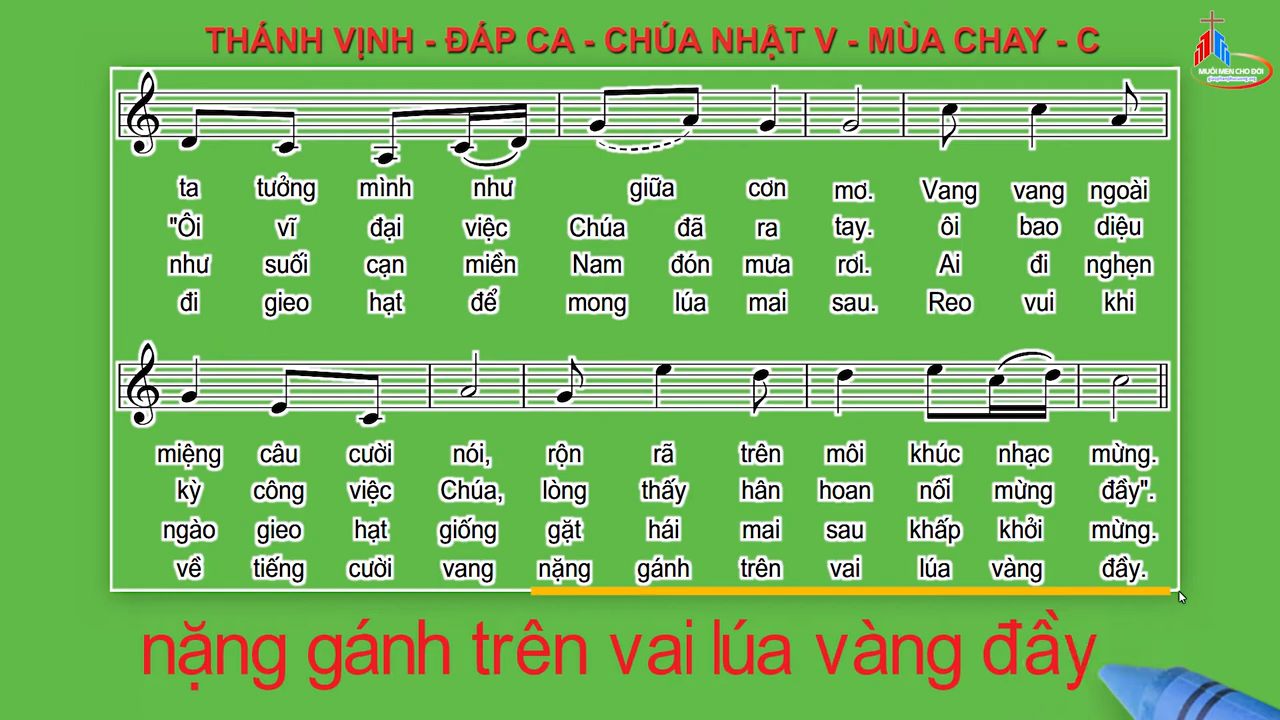 THÁNH VỊNH - ĐÁP CA - CHÚA NHẬT V - MÙA CHAY - C
MUỐI MEN CHO ĐỜI
ta tưởng mình như giữa cơn mơ. Vang vang ngoài
"Ôi vĩ đại việc Chúa đã ra tay. ôi bao diệu
như suối cạn miền Nam đón mưa rơi. Ai đi nghẹn
đi gieo hạt để mong lúa mai sau. Reo vui khi
miệng câu cười nói, rộn rã trên môi khúc nhạc mừng.
kỳ công việc Chúa, lòng thấy hân hoan nỗi mừng đầy".
ngào gieo hạt giống gặt hái mai sau khấp khởi mừng.
về tiếng cười vang nặng gánh trên vai lúa vàng đầy.
nặng gánh trên vai lúa vàng đầy